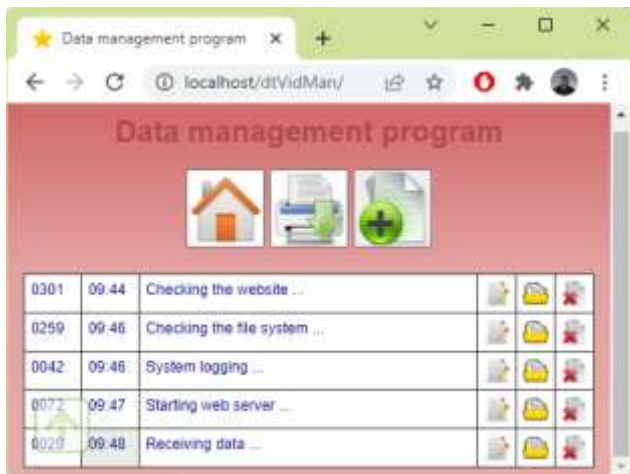 Data management program
localhost/dtVidMan/
Data management program
0301 09:44 Checking the website ...
0259 09:46 Checking the file system ...
0042 09:46 System logging ...
0072 09:47 Starting web server ...
0020 09:48 Receiving data ...